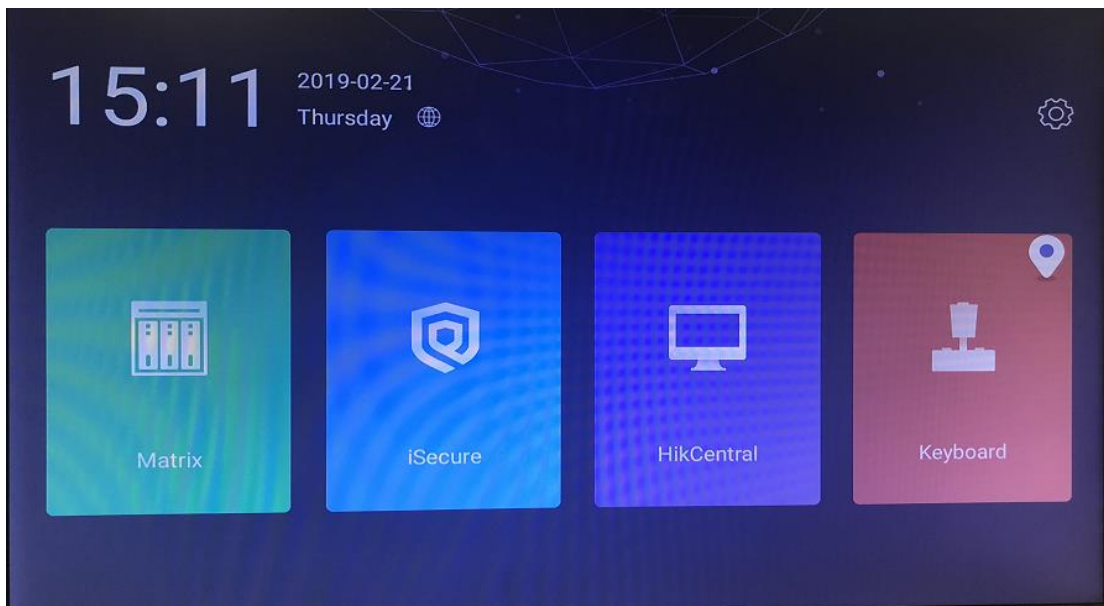 15:11
2019-02-21
Thursday
Matrix
iSecure
HikCentral
Keyboard